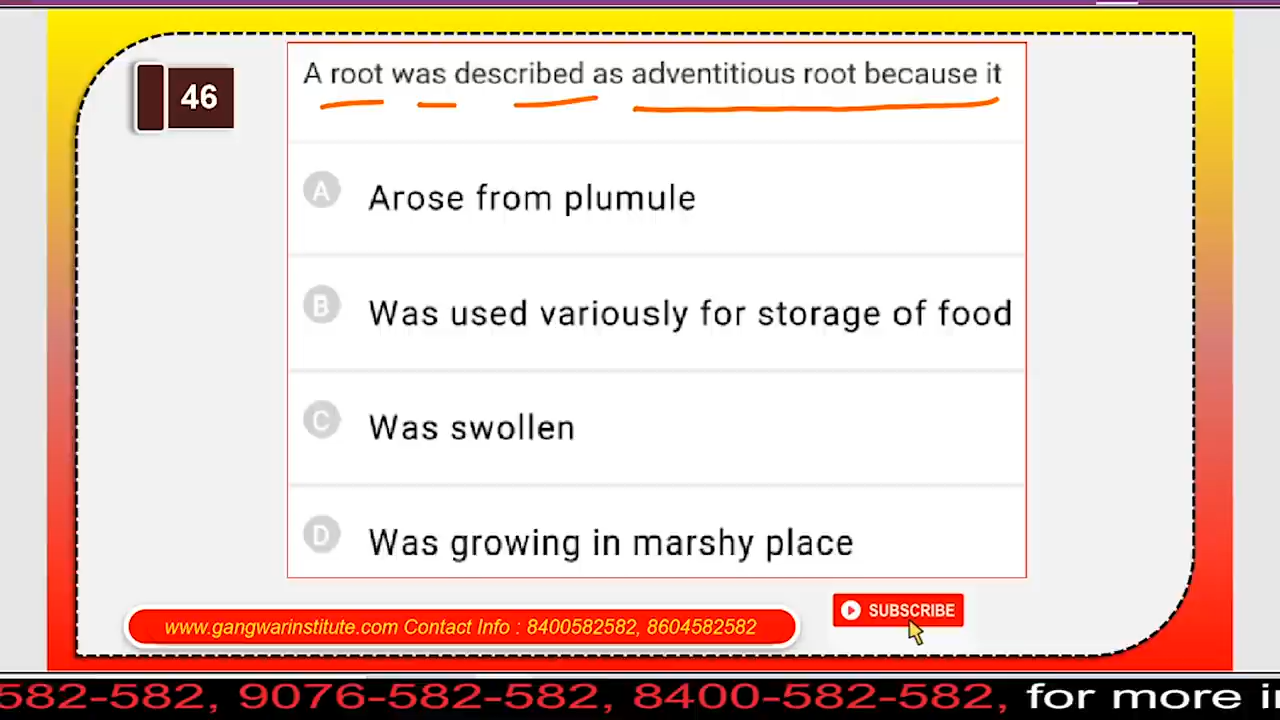 46
A root was described as adventitious root because it
A Arose from plumule
B Was used variously for storage of food
C Was swollen
D Was growing in marshy place
www.gangwarinstitute.com Contact Info : 8400582582, 8604582582
SUBSCRIBE
582-582, 9076-582-582, 8400-582-582, for more i